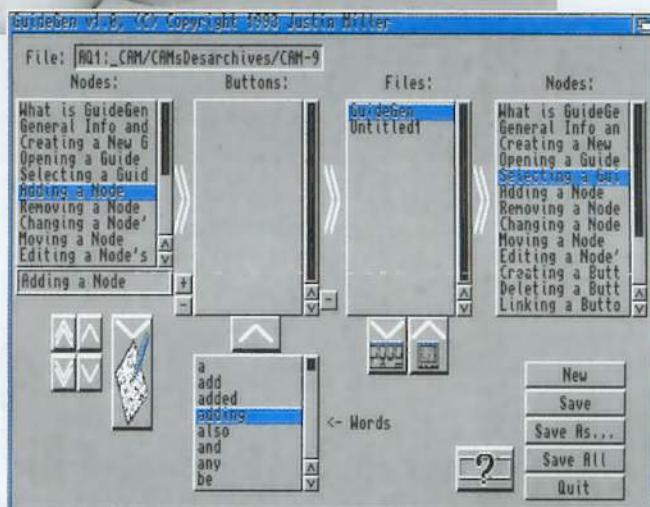 GuideGen v1.0, (C) Copyright 1993 Justin Miller
File: AQ1:_CAM/CAMsDesarchives/CAM-9
Nodes:
What is GuideGen
General Info and
Creating a New G
Opening a Guide
Selecting a Guid
Adding a Node
Removing a Node
Changing a Node'
Moving a Node
Editing a Node's
Adding a Node
+
-
Buttons:
-
a
add
added
adding
also
and
any
be
<- Words
Files:
GuideGen
Untitled1
Nodes:
What is GuideGe
General Info an
Creating a New
Opening a Guide
Selecting a Gui
Adding a Node
Removing a Node
Changing a Node
Moving a Node
Editing a Node'
Creating a Butt
Deleting a Butt
Linking a Butto
?
New
Save
Save As...
Save All
Quit